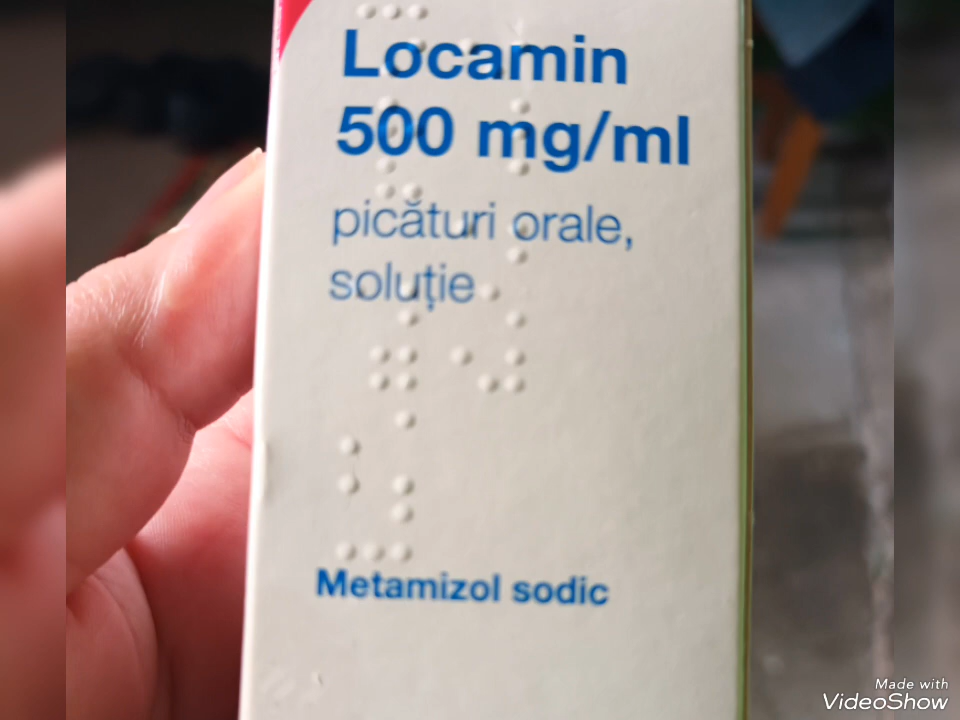 Locamin
500 mg/ml
picături orale,
soluție
Metamizol sodic
Made with
VideoShow